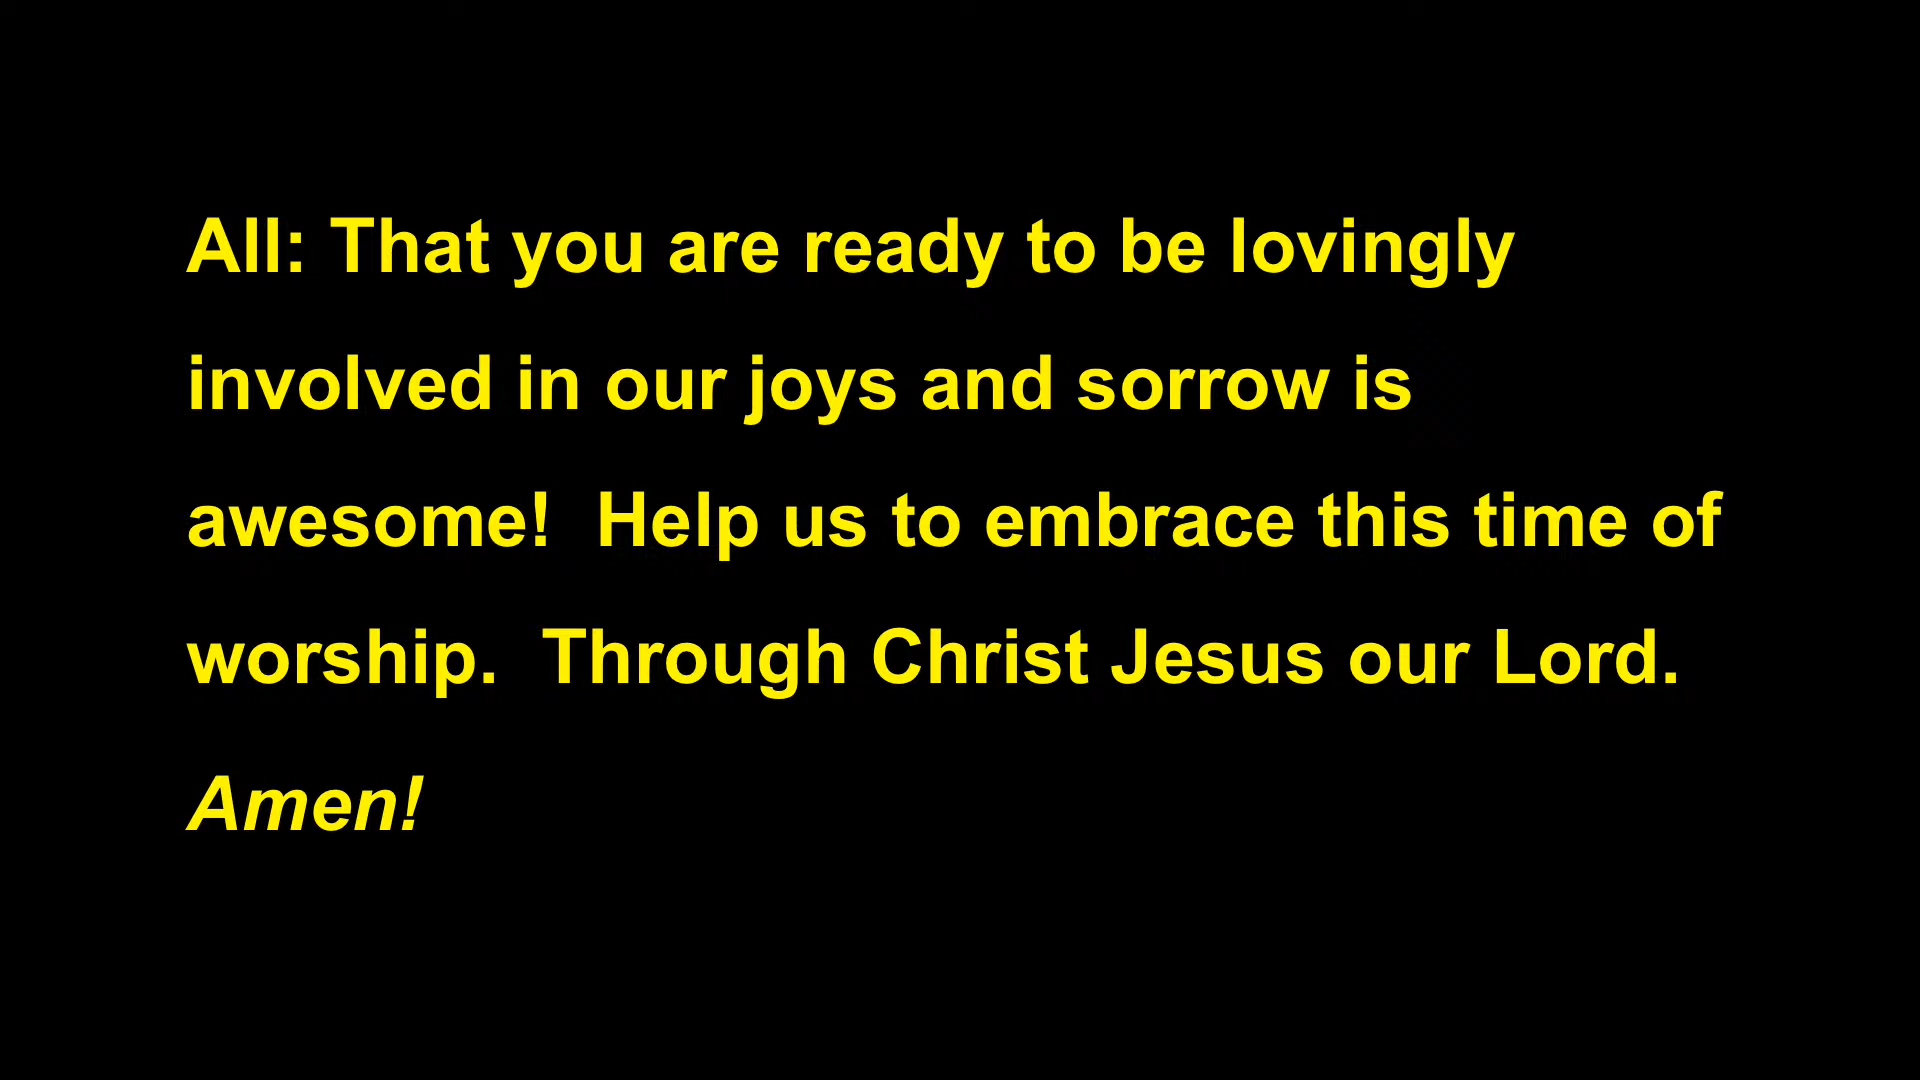 All: That you are ready to be lovingly
involved in our joys and sorrow is
awesome!  Help us to embrace this time of
worship.  Through Christ Jesus our Lord.
Amen!